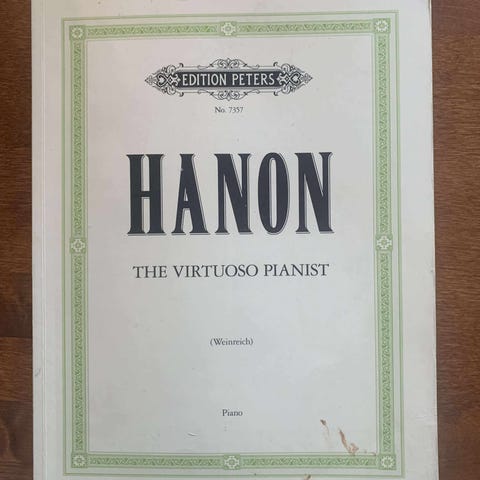 EDITION PETERS
No. 7357
HANON
THE VIRTUOSO PIANIST
(Weinreich)
Piano